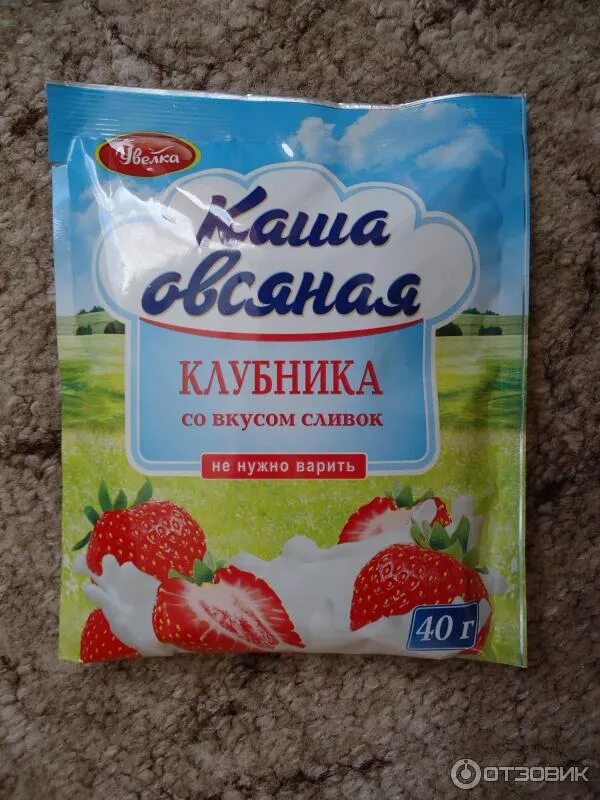 Увелка
Каша
овсяная
КЛУБНИКА
СО ВКУСОМ СЛИВОК
не нужно варить
40 г
ОТЗОВИК